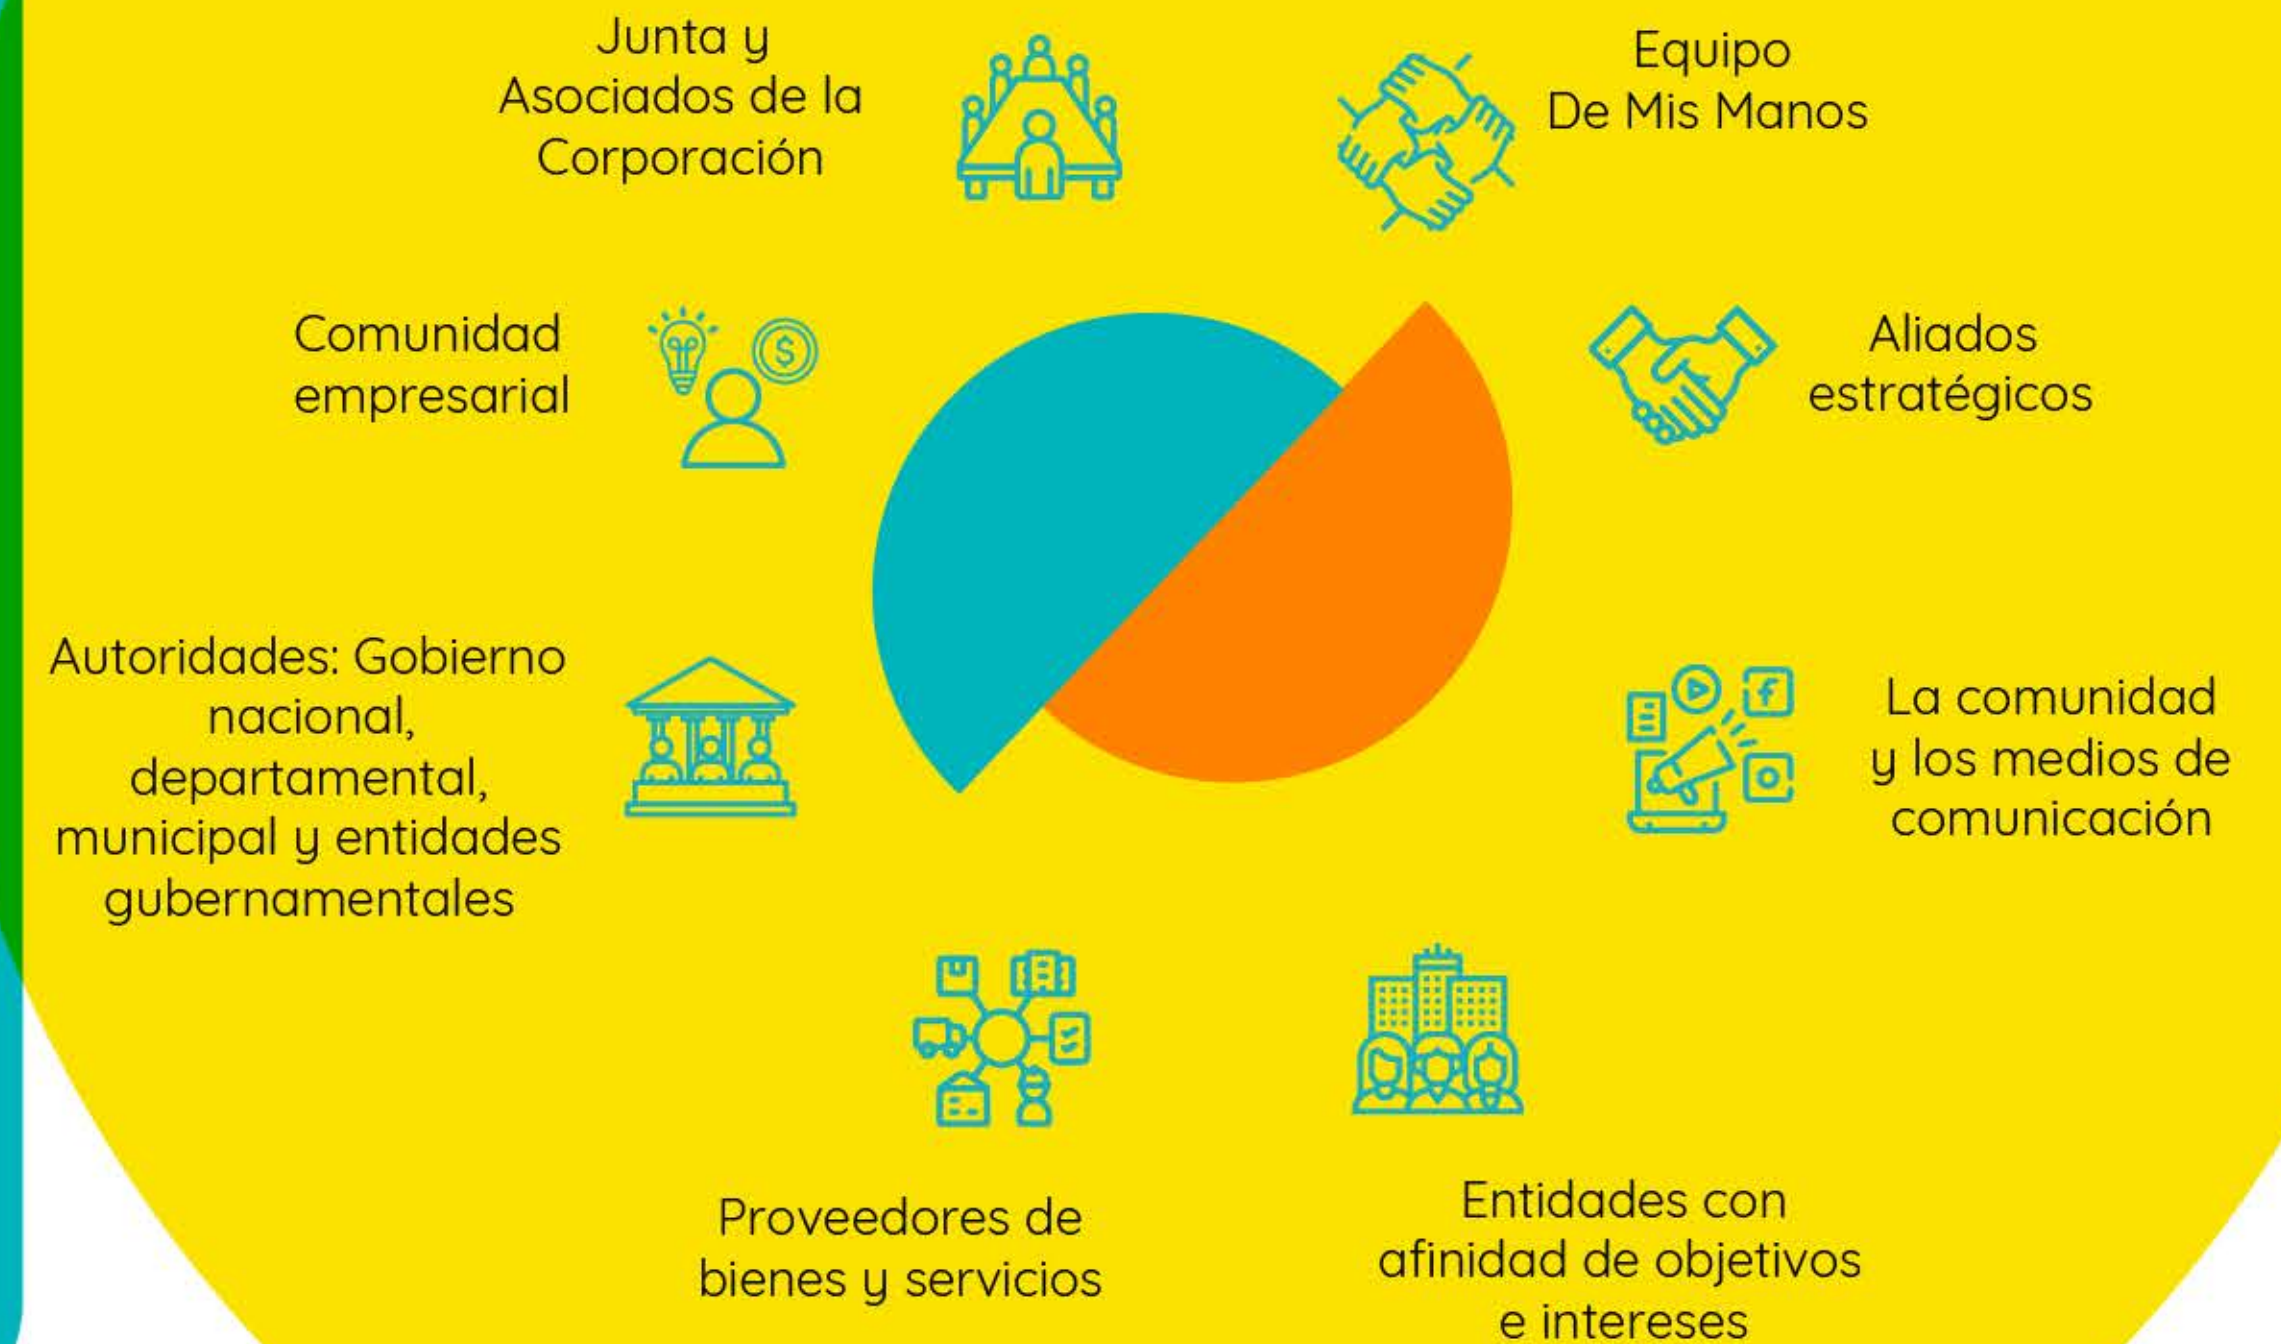 Junta y
Asociados de la
Corporación
Equipo
De Mis Manos
Comunidad
empresarial
$
Aliados
estratégicos
Autoridades: Gobierno
nacional,
departamental,
municipal y entidades
gubernamentales
f
La comunidad
y los medios de
comunicación
Proveedores de
bienes y servicios
Entidades con
afinidad de objetivos
e intereses